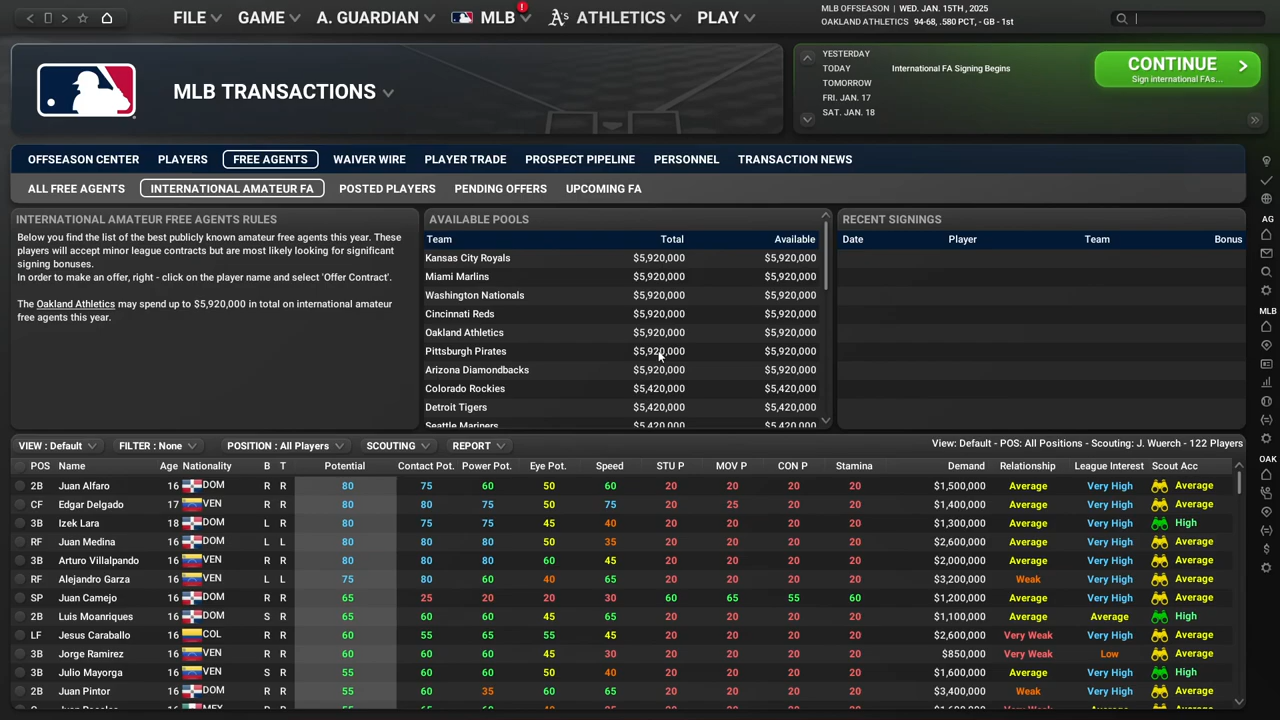 FILE GAME A. GUARDIAN MLB ! ATHLETICS PLAY
MLB OFFSEASON | WED. JAN. 15TH , 2025
OAKLAND ATHLETICS 94-68, .580 PCT, - GB - 1st
MLB TRANSACTIONS
YESTERDAY
TODAY International FA Signing Begins
TOMORROW
FRI. JAN. 17
SAT. JAN. 18
CONTINUE
Sign international FAs...
OFFSEASON CENTER PLAYERS FREE AGENTS WAIVER WIRE PLAYER TRADE PROSPECT PIPELINE PERSONNEL TRANSACTION NEWS
ALL FREE AGENTS INTERNATIONAL AMATEUR FA POSTED PLAYERS PENDING OFFERS UPCOMING FA
INTERNATIONAL AMATEUR FREE AGENTS RULES
Below you find the list of the best publicly known amateur free agents this year. These
players will accept minor league contracts but are most likely looking for significant
signing bonuses.
In order to make an offer, right - click on the player name and select 'Offer Contract'.
The Oakland Athletics may spend up to $5,920,000 in total on international amateur
free agents this year.
AVAILABLE POOLS
Team Total Available
Kansas City Royals $5,920,000 $5,920,000
Miami Marlins $5,920,000 $5,920,000
Washington Nationals $5,920,000 $5,920,000
Cincinnati Reds $5,920,000 $5,920,000
Oakland Athletics $5,920,000 $5,920,000
Pittsburgh Pirates $5,920,000 $5,920,000
Arizona Diamondbacks $5,920,000 $5,920,000
Colorado Rockies $5,420,000 $5,420,000
Detroit Tigers $5,420,000 $5,420,000
Seattle Mariners $5,420,000 $5,420,000
RECENT SIGNINGS
Date Player Team Bonus
AG
MLB
OAK
VIEW : Default FILTER : None POSITION : All Players SCOUTING REPORT View: Default - POS: All Positions - Scouting: J. Wuerch - 122 Players
POS Name Age Nationality B T Potential Contact Pot. Power Pot. Eye Pot. Speed STU P MOV P CON P Stamina Demand Relationship League Interest Scout Acc
2B Juan Alfaro 16 DOM R R 80 75 60 50 60 20 20 20 20 $1,500,000 Average Very High Average
CF Edgar Delgado 17 VEN R R 80 80 75 50 75 20 25 20 20 $1,400,000 Average Very High Average
3B Izek Lara 18 DOM L R 80 75 75 45 40 20 20 20 20 $1,300,000 Average Very High High
RF Juan Medina 16 DOM L L 80 80 80 50 35 20 20 20 20 $2,600,000 Average Very High Average
3B Arturo Villalpando 16 VEN R R 80 80 80 60 45 20 20 20 20 $2,000,000 Average Very High Average
RF Alejandro Garza 16 VEN L L 75 80 60 40 65 20 20 20 20 $3,200,000 Weak Very High Average
SP Juan Camejo 16 DOM R R 65 25 20 20 30 60 65 55 60 $1,200,000 Average Very High Average
2B Luis Moanriques 16 DOM S R 65 60 60 45 65 20 20 20 20 $1,100,000 Average Average High
LF Jesus Caraballo 16 COL R R 60 55 65 55 45 20 20 20 20 $2,600,000 Very Weak Very High Average
3B Jorge Ramirez 16 VEN R R 60 60 60 45 30 20 20 20 20 $850,000 Very Weak Low Average
3B Julio Mayorga 16 VEN S R 55 60 60 50 40 20 20 20 20 $1,600,000 Average Very High High
2B Juan Pintor 16 DOM R R 55 60 35 60 65 20 20 20 20 $3,400,000 Weak Very High Average